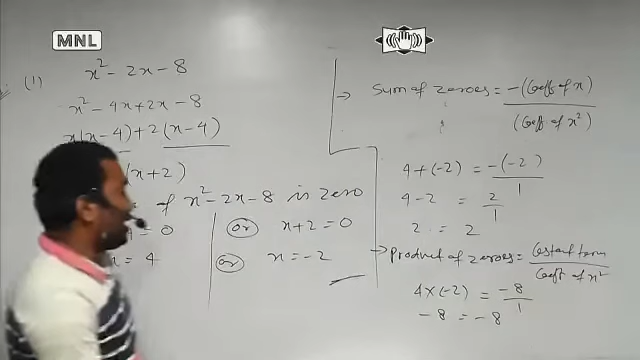 MNL
(1) x² - 2x - 8
x² - 4x + 2x - 8
x(x-4) + 2(x-4)
(x+2)
of x² - 2x - 8 is zero
= 0 (or) x + 2 = 0
= 4 (or) x = -2
→ Sum of zeroes = -(Coeff. of x) / (Coeff. of x²)
4 + (-2) = -(-2) / 1
4 - 2 = 2 / 1
2 = 2
→ Product of zeroes = Constant term / Coeff. of x²
4 × (-2) = -8 / 1
-8 = -8